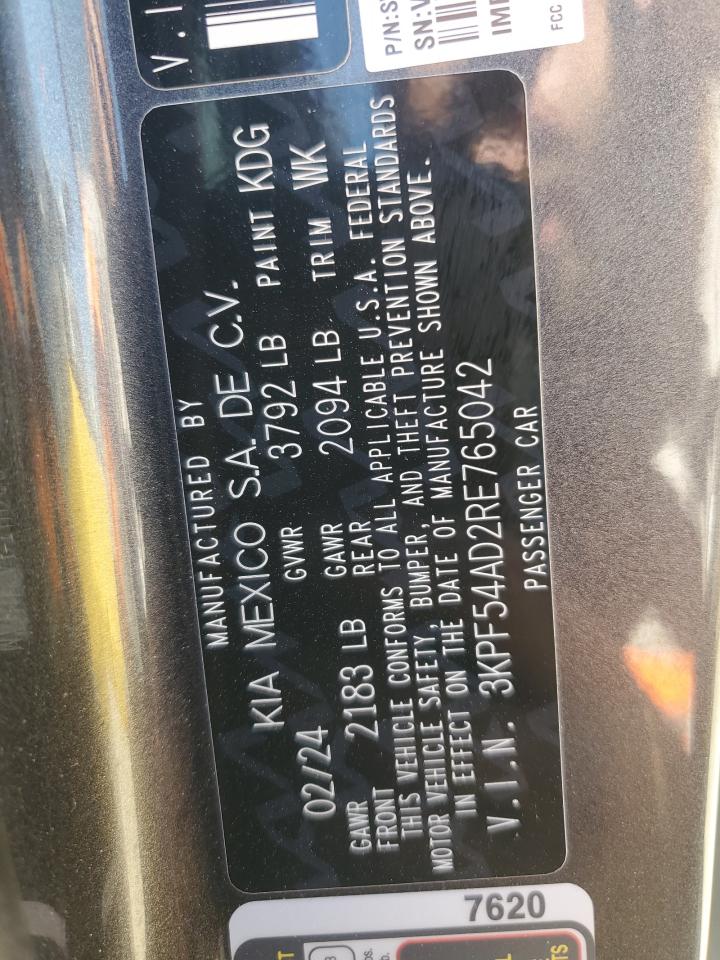 MANUFACTURED BY
KIA MEXICO S.A. DE C.V.
02/24 GVWR 3792 LB PAINT KDG
GAWR FRONT 2183 LB GAWR REAR 2094 LB TRIM WK
THIS VEHICLE CONFORMS TO ALL APPLICABLE U.S.A. FEDERAL
MOTOR VEHICLE SAFETY, BUMPER, AND THEFT PREVENTION STANDARDS
IN EFFECT ON THE DATE OF MANUFACTURE SHOWN ABOVE.
V.I.N. 3KPF54AD2RE765042
PASSENGER CAR
P/N:S
SN:V
FCC
7620